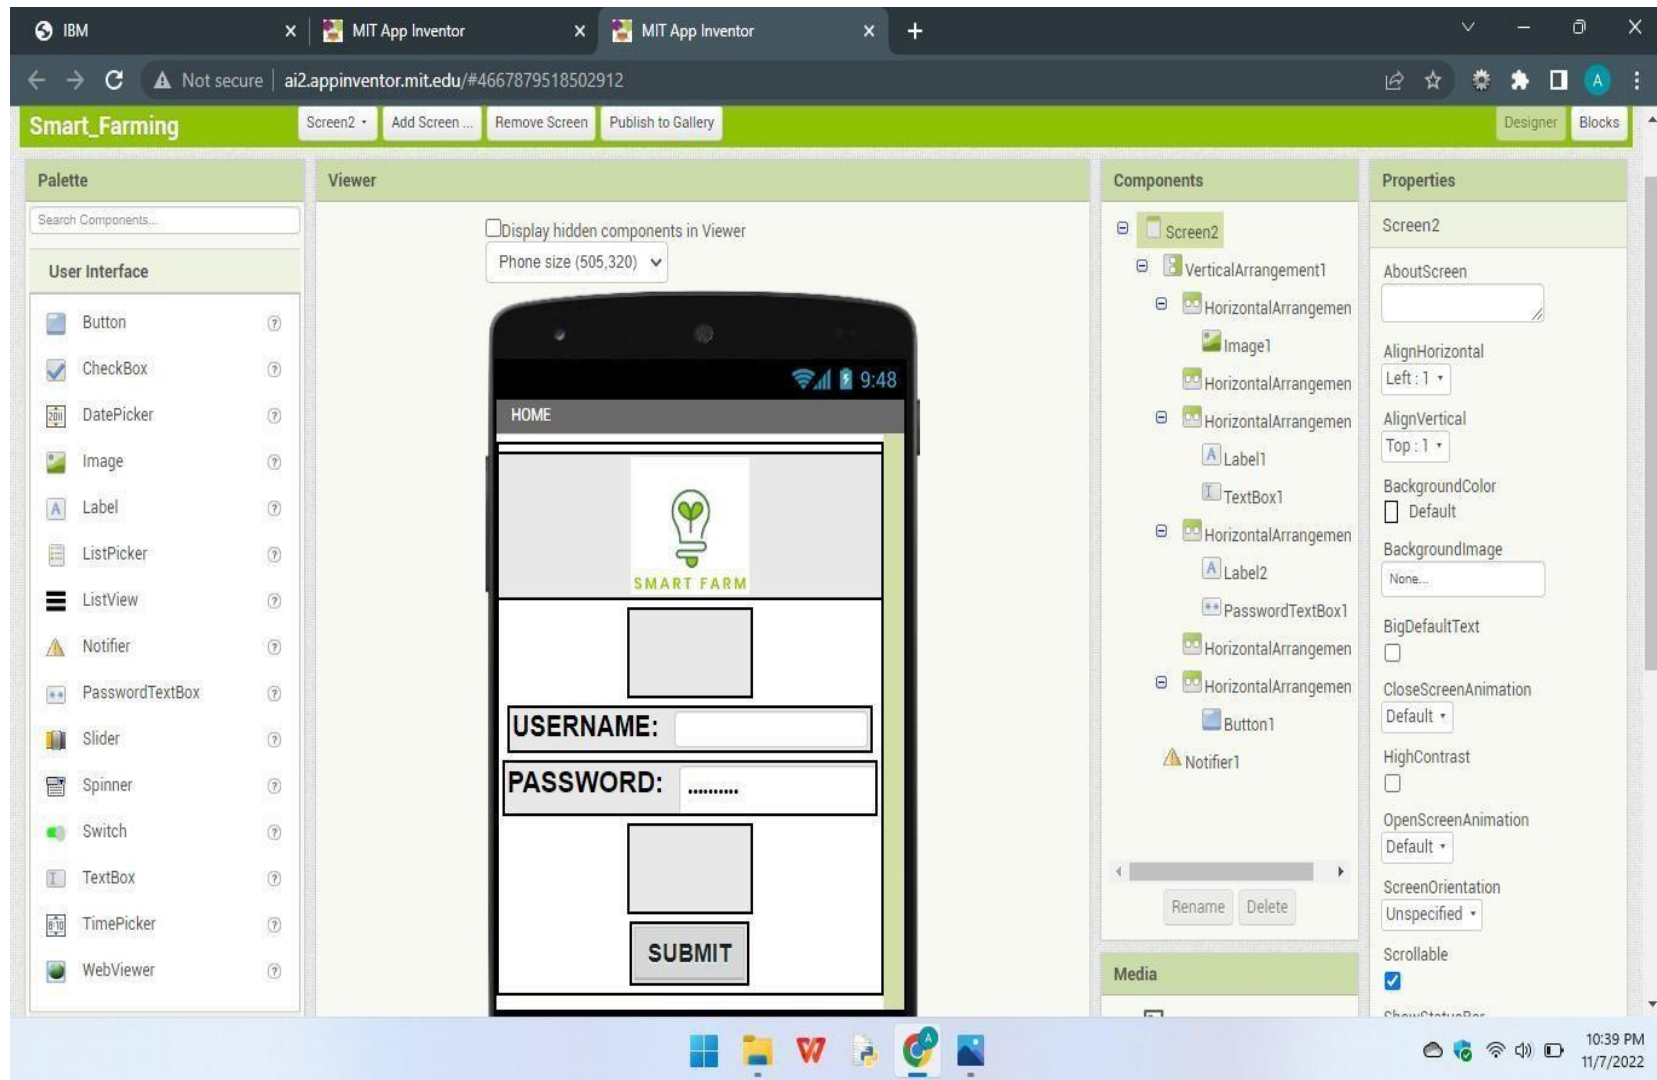 IBM
MIT App Inventor
MIT App Inventor
Not secure
ai2.appinventor.mit.edu/#4667879518502912
A
Smart_Farming
Screen2
Add Screen ...
Remove Screen
Publish to Gallery
Designer
Blocks
Palette
Search Components...
User Interface
Button
CheckBox
DatePicker
Image
Label
ListPicker
ListView
Notifier
PasswordTextBox
Slider
Spinner
Switch
TextBox
TimePicker
WebViewer
Viewer
Display hidden components in Viewer
Phone size (505,320)
9:48
HOME
SMART FARM
USERNAME:
PASSWORD:
SUBMIT
Components
Screen2
VerticalArrangement1
HorizontalArrangemen
Image1
HorizontalArrangemen
HorizontalArrangemen
Label1
TextBox1
HorizontalArrangemen
Label2
PasswordTextBox1
HorizontalArrangemen
HorizontalArrangemen
Button1
Notifier1
Rename
Delete
Media
Properties
Screen2
AboutScreen
AlignHorizontal
Left : 1
AlignVertical
Top : 1
BackgroundColor
Default
BackgroundImage
None...
BigDefaultText
CloseScreenAnimation
Default
HighContrast
OpenScreenAnimation
Default
ScreenOrientation
Unspecified
Scrollable
ShowStatusBar
10:39 PM
11/7/2022